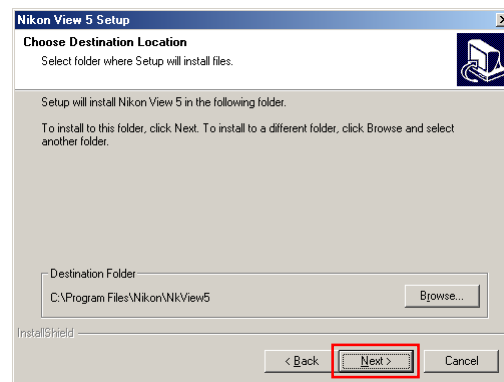 Nikon View 5 Setup
Choose Destination Location
Select folder where Setup will install files.
Setup will install Nikon View 5 in the following folder.
To install to this folder, click Next. To install to a different folder, click Browse and select
another folder.
Destination Folder
C:\Program Files\Nikon\NkView5
Browse...
InstallShield
< Back
Next >
Cancel